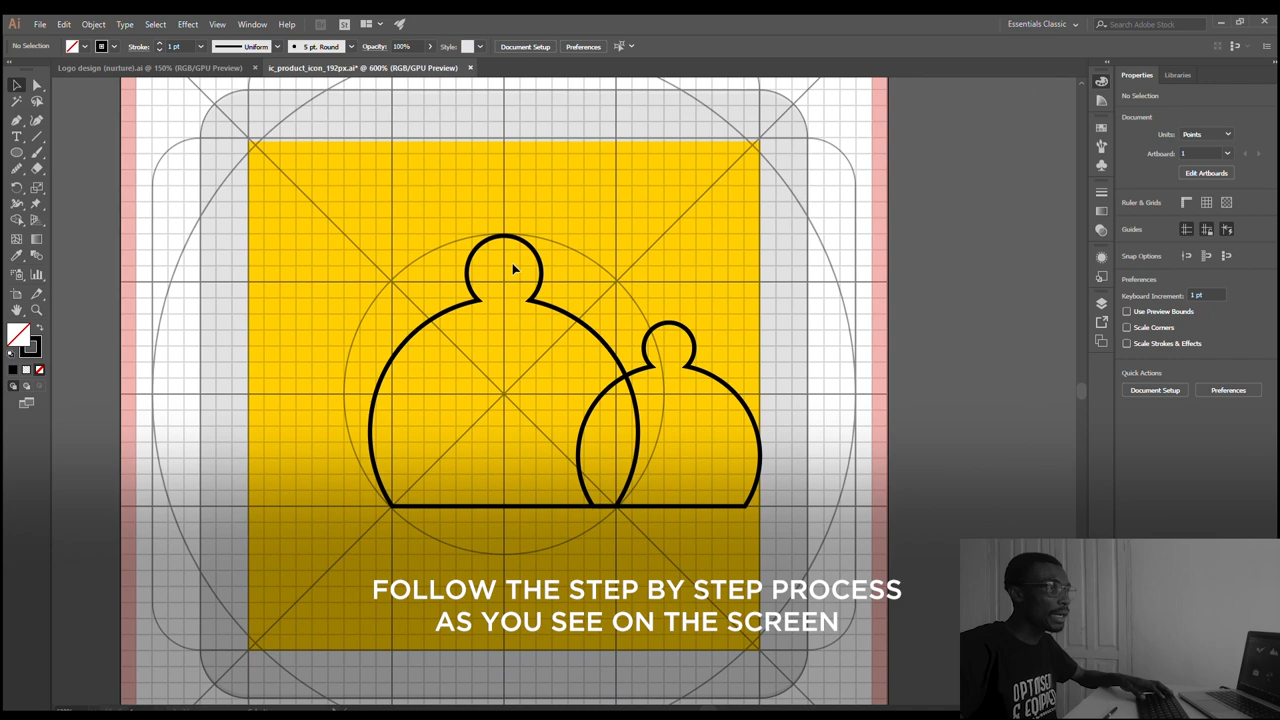 Ai File Edit Object Type Select Effect View Window Help Br St Essentials Classic Search Adobe Stock
No Selection Stroke: 1 pt Uniform 5 pt. Round Opacity: 100% Style: Document Setup Preferences
Logo design (nurture).ai @ 150% (RGB/GPU Preview) × ic_product_icon_192px.ai* @ 600% (RGB/GPU Preview) ×
Properties Libraries
No Selection
Document
Units: Points
Artboard: 1
Edit Artboards
Ruler & Grids
Guides
Snap Options
Preferences
Keyboard Increment: 1 pt
Use Preview Bounds
Scale Corners
Scale Strokes & Effects
Quick Actions
Document Setup Preferences
FOLLOW THE STEP BY STEP PROCESS
AS YOU SEE ON THE SCREEN